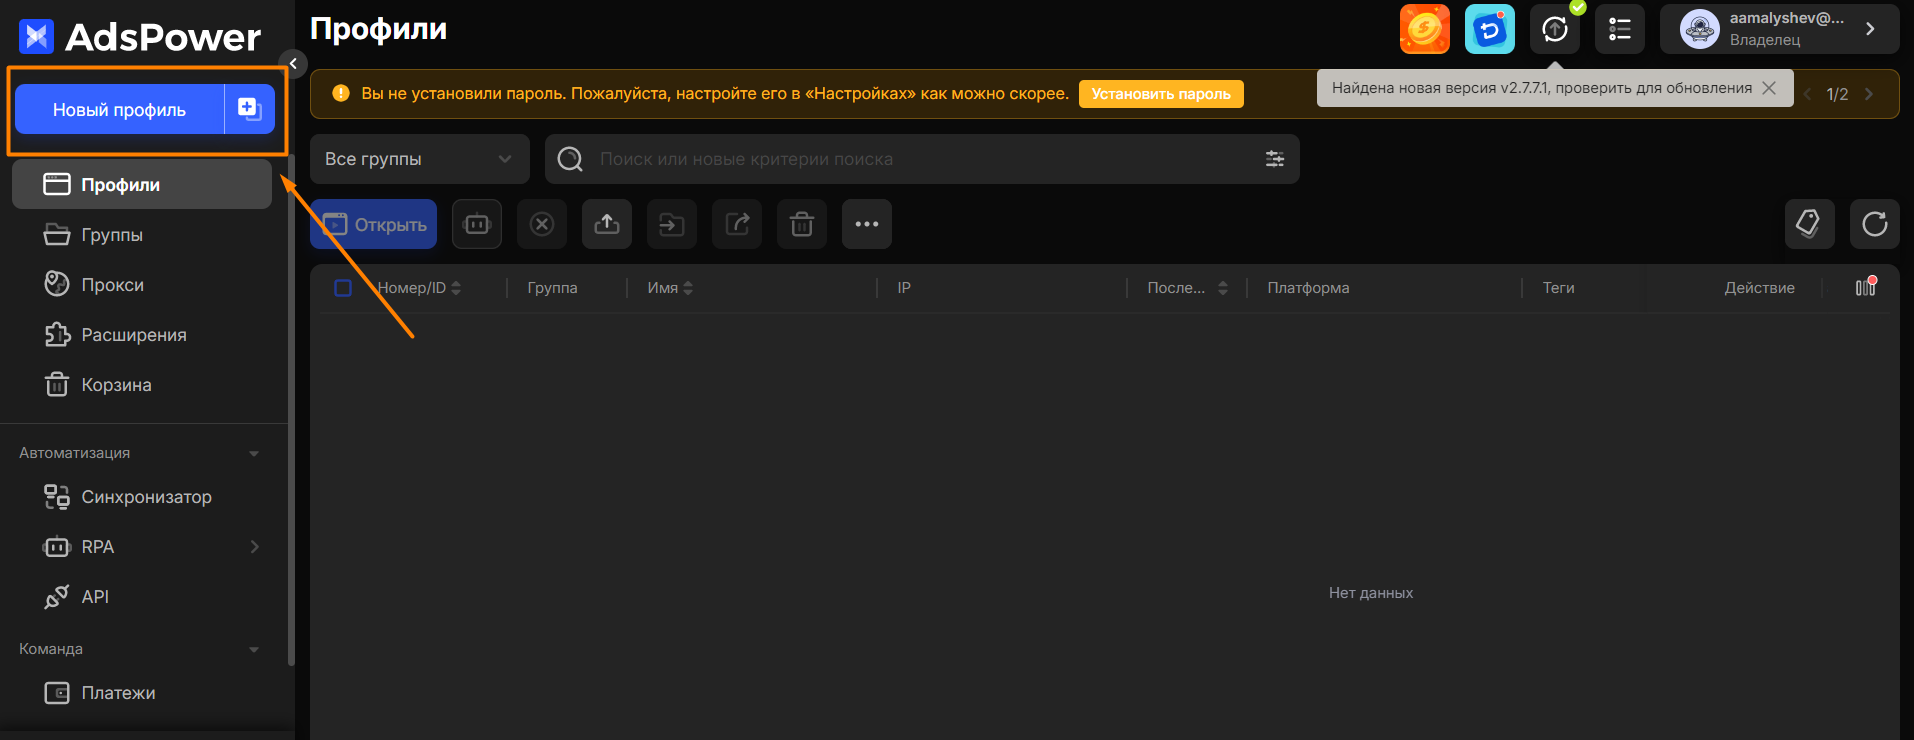 AdsPower
Профили
aamalyshev@...
Владелец
Новый профиль
Вы не установили пароль. Пожалуйста, настройте его в «Настройках» как можно скорее.
Установить пароль
Найдена новая версия v2.7.7.1, проверить для обновления
1/2
Все группы
Поиск или новые критерии поиска
Профили
Группы
Прокси
Расширения
Корзина
Открыть
Номер/ID
Группа
Имя
IP
После...
Платформа
Теги
Действие
Автоматизация
Синхронизатор
RPA
API
Нет данных
Команда
Платежи